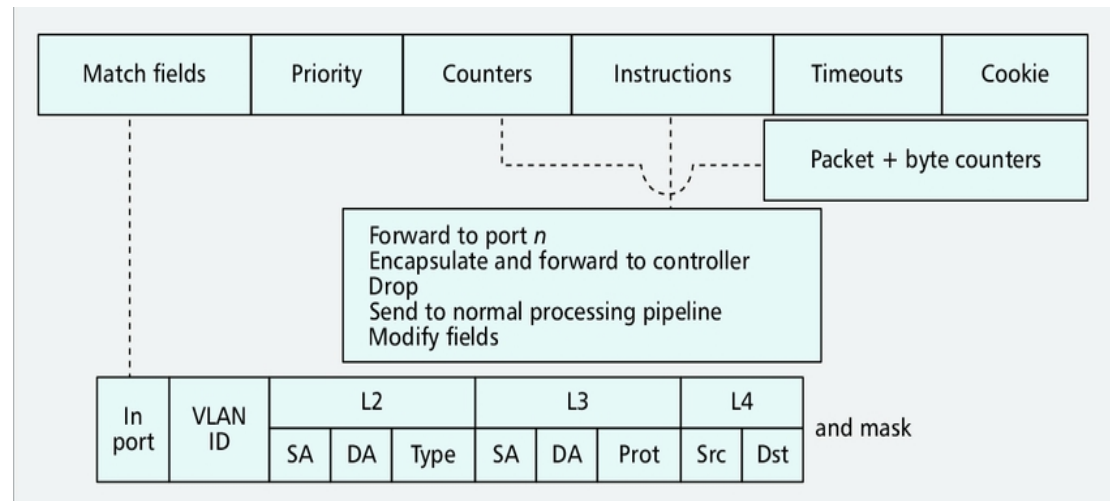 Match fields Priority Counters Instructions Timeouts Cookie
Packet + byte counters
Forward to port n
Encapsulate and forward to controller
Drop
Send to normal processing pipeline
Modify fields
In port VLAN ID L2 L3 L4 and mask
SA DA Type SA DA Prot Src Dst